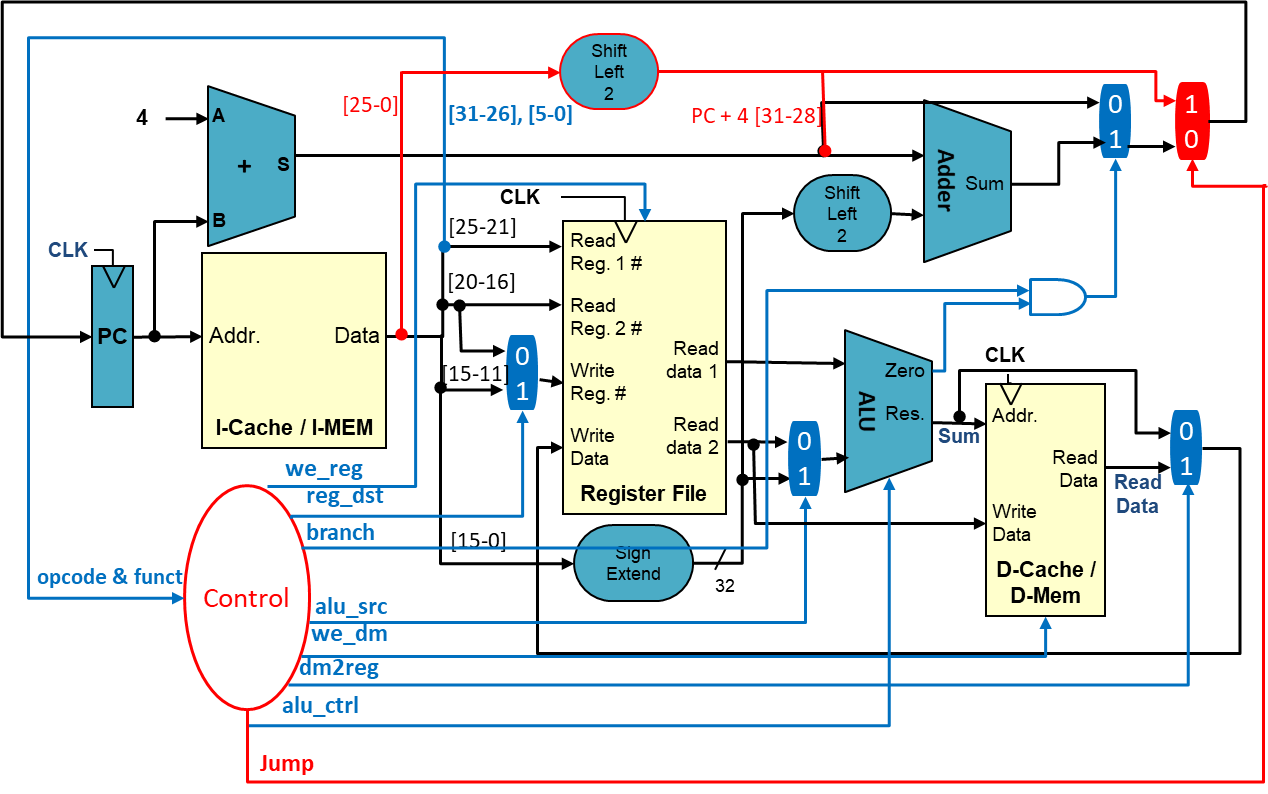 Shift
Left
2
[25-0]
[31-26], [5-0]
PC + 4 [31-28]
0
1
1
0
4
A
+
S
B
Adder
Sum
CLK
Shift
Left
2
[25-21]
CLK
Read
Reg. 1 #
[20-16]
PC
Addr.
Data
I-Cache / I-MEM
Read
Reg. 2 #
0
1
[15-11]
Write
Reg. #
Read
data 1
Write
Data
Read
data 2
Register File
0
1
Zero
ALU
Res.
Sum
CLK
Addr.
Read
Data
Write
Data
D-Cache /
D-Mem
Read
Data
0
1
we_reg
reg_dst
branch
[15-0]
Sign
Extend
32
opcode & funct
Control
alu_src
we_dm
dm2reg
alu_ctrl
Jump